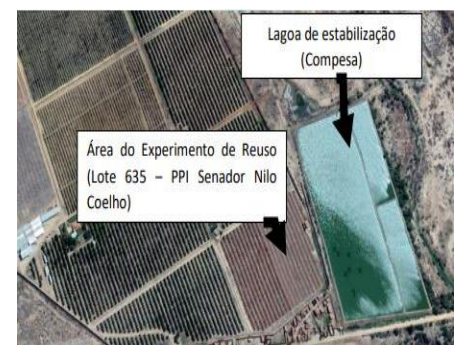 Lagoa de estabilização
(Compesa)
Área do Experimento de Reuso
(Lote 635 – PPI Senador Nilo
Coelho)